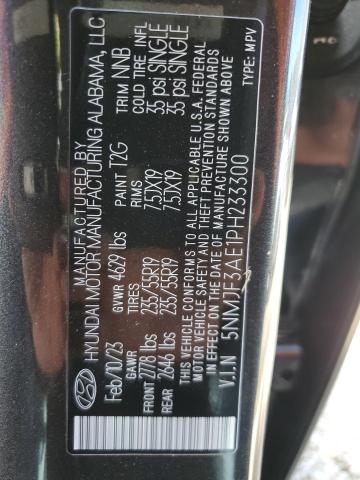 MANUFACTURED BY
HYUNDAI MOTOR MANUFACTURING ALABAMA, LLC
Feb/10/23 GVWR 4629 lbs PAINT T2G TRIM NNB
TIRES RIMS COLD TIRE INFL
FRONT 2778 lbs 235/55R19 7.5JX19 35 psi SINGLE
REAR 2646 lbs 235/55R19 7.5JX19 35 psi SINGLE
THIS VEHICLE CONFORMS TO ALL APPLICABLE U.S.A. FEDERAL
MOTOR VEHICLE SAFETY AND THEFT PREVENTION STANDARDS
IN EFFECT ON THE DATE OF MANUFACTURE SHOWN ABOVE
V.I.N 5NMJF3AE1PH233300 TYPE: MPV